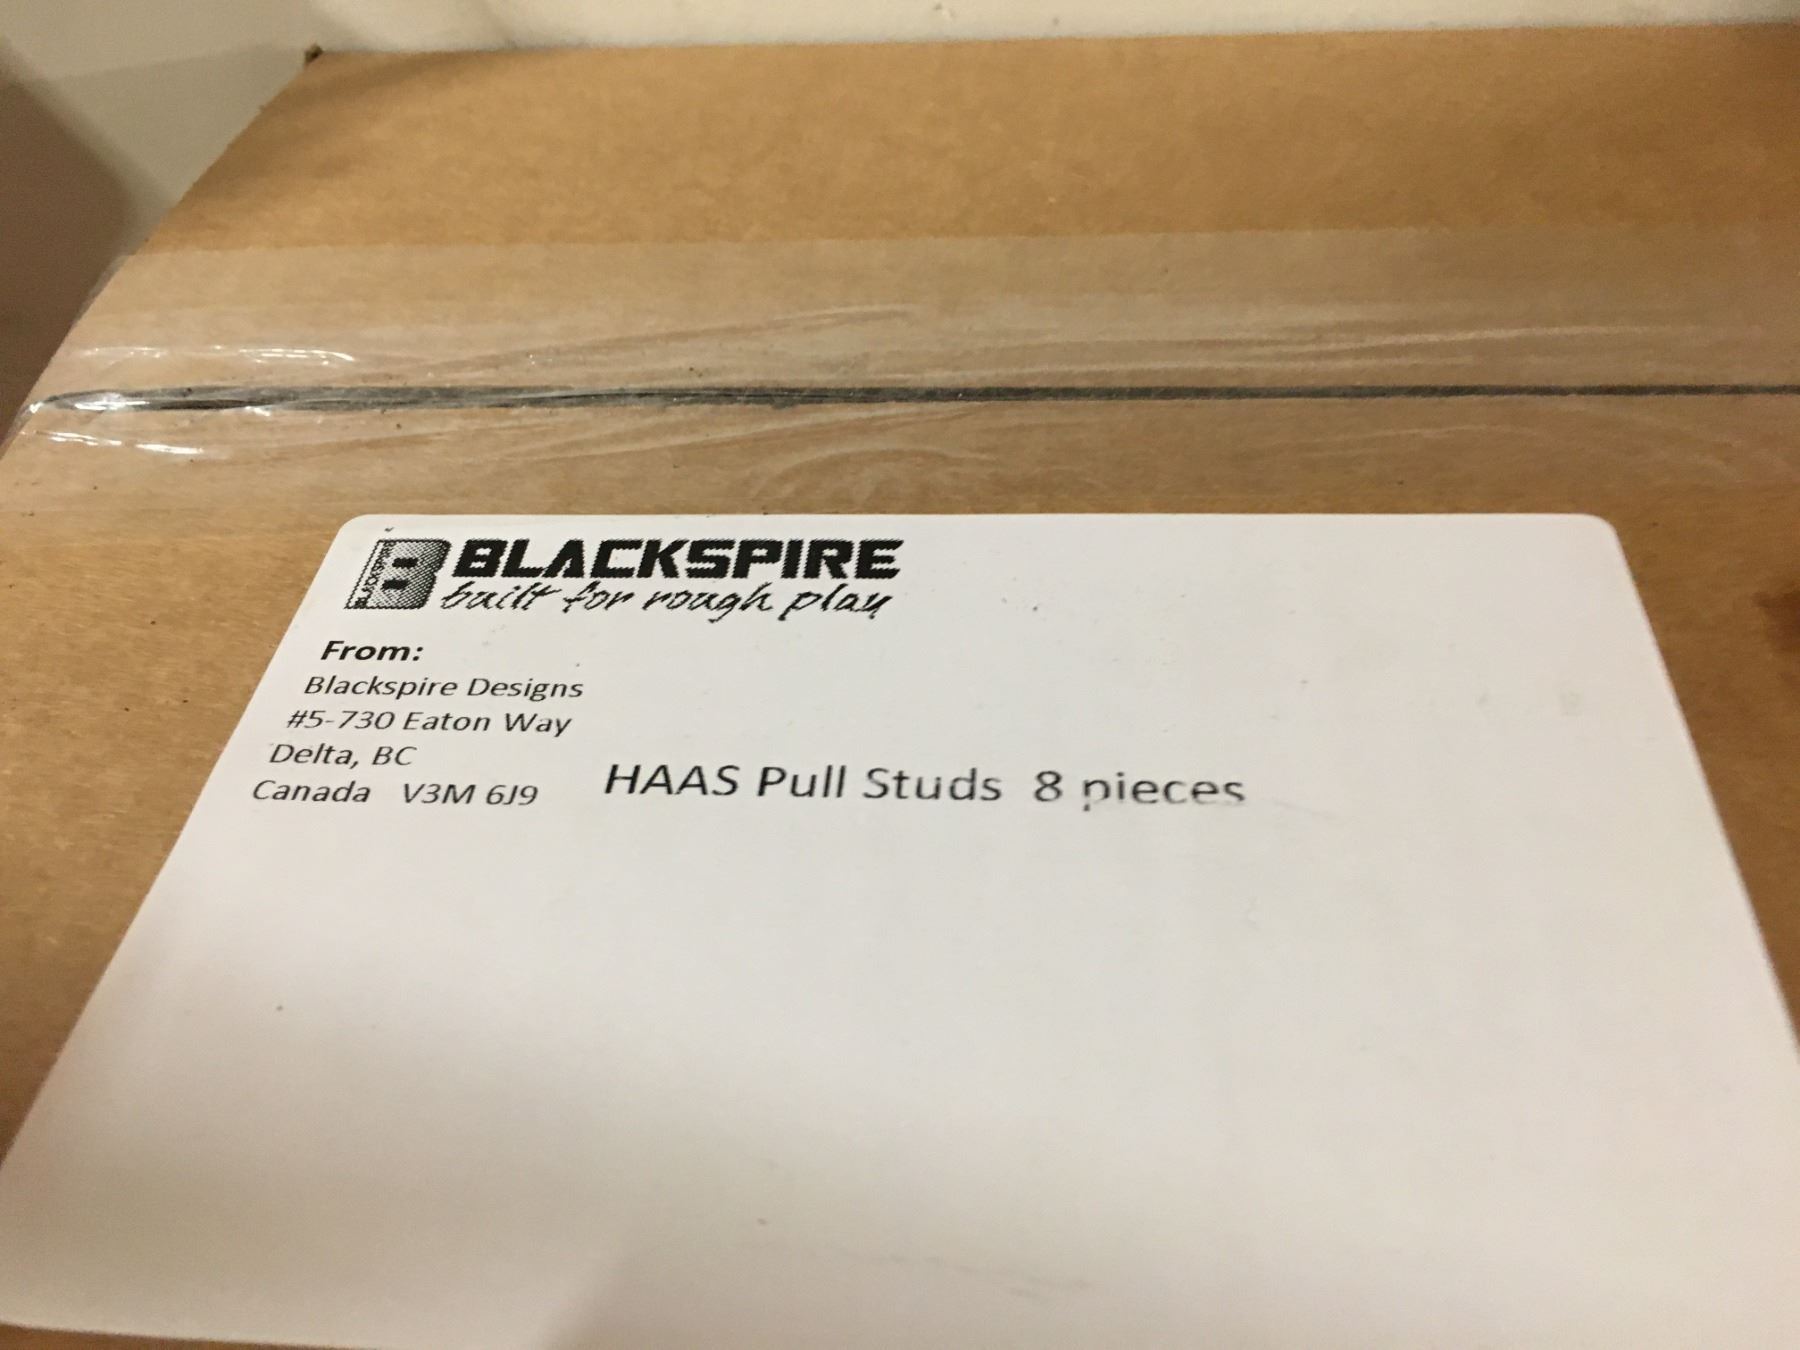 BLACKSPIRE
built for rough play
From:
Blackspire Designs
#5-730 Eaton Way
Delta, BC
Canada V3M 6J9
HAAS Pull Studs 8 pieces